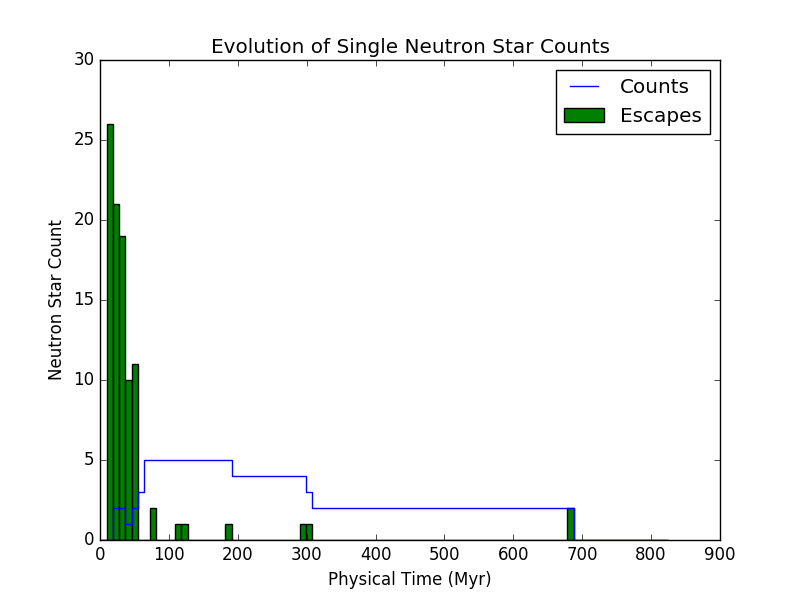 Evolution of Single Neutron Star Counts
Counts
Escapes
Neutron Star Count
30
25
20
15
10
5
0
0 100 200 300 400 500 600 700 800 900
Physical Time (Myr)